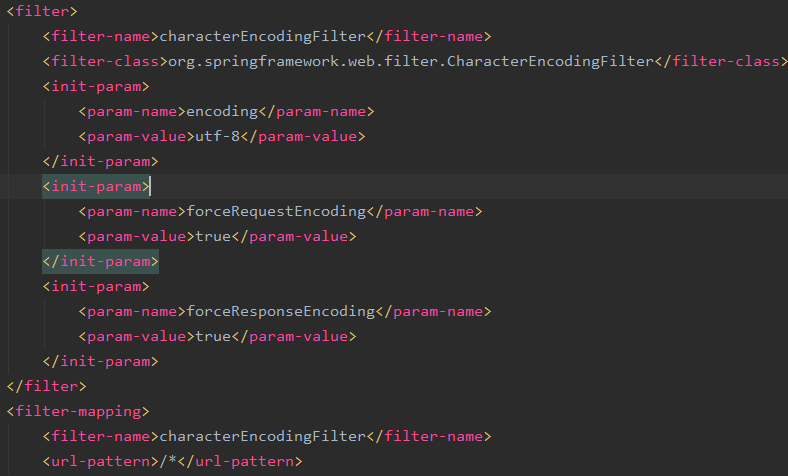 <filter>
<filter-name>characterEncodingFilter</filter-name>
<filter-class>org.springframework.web.filter.CharacterEncodingFilter</filter-class>
<init-param>
<param-name>encoding</param-name>
<param-value>utf-8</param-value>
</init-param>
<init-param>
<param-name>forceRequestEncoding</param-name>
<param-value>true</param-value>
</init-param>
<init-param>
<param-name>forceResponseEncoding</param-name>
<param-value>true</param-value>
</init-param>
</filter>
<filter-mapping>
<filter-name>characterEncodingFilter</filter-name>
<url-pattern>/*</url-pattern>